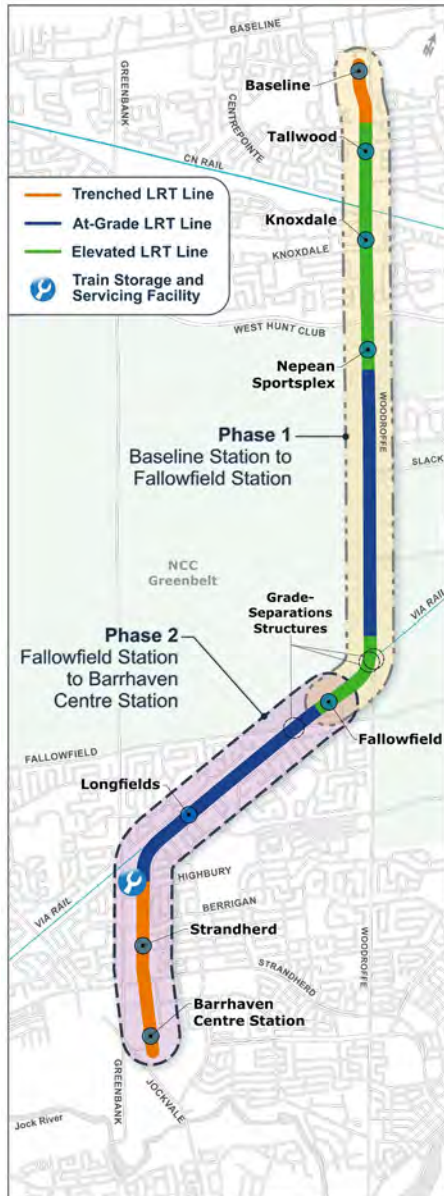 BASELINE
GREENBANK
Baseline
CENTREPOINTE
Tallwood
CN RAIL
Trenched LRT Line
At-Grade LRT Line
Elevated LRT Line
Train Storage and
Servicing Facility
Knoxdale
KNOXDALE
WEST HUNT CLUB
Nepean
Sportsplex
WOODROFFE
Phase 1
Baseline Station to
Fallowfield Station
SLACK
NCC
Greenbelt
Grade-
Separations
Structures
VIA RAIL
Phase 2
Fallowfield Station
to Barrhaven
Centre Station
Fallowfield
FALLOWFIELD
Longfields
HIGHBURY
BERRIGAN
VIA RAIL
Strandherd
STRANDHERD
WOODROFFE
Barrhaven
Centre Station
GREENBANK
JOCKVALE
Jock River